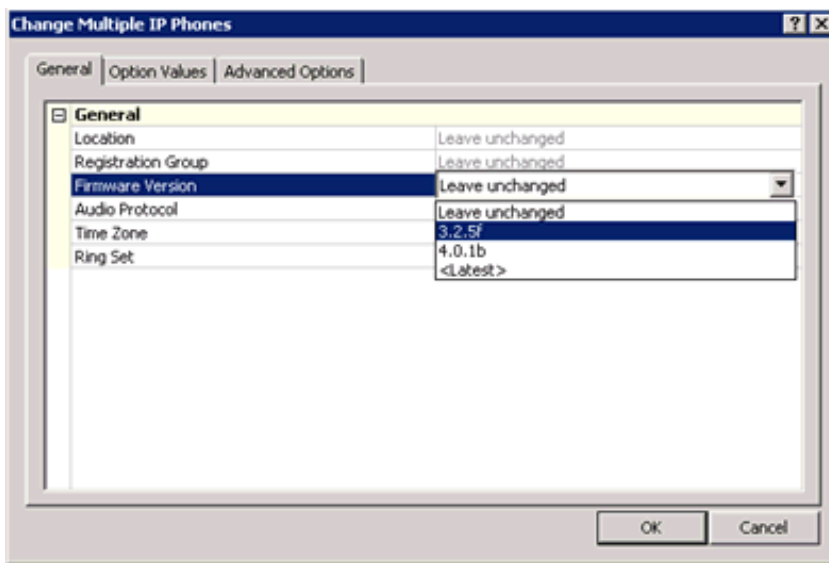 Change Multiple IP Phones
General Option Values Advanced Options
General
Location Leave unchanged
Registration Group Leave unchanged
Firmware Version Leave unchanged
Audio Protocol Leave unchanged
Time Zone 3.2.5f
Ring Set 4.0.1b
<Latest>
OK Cancel